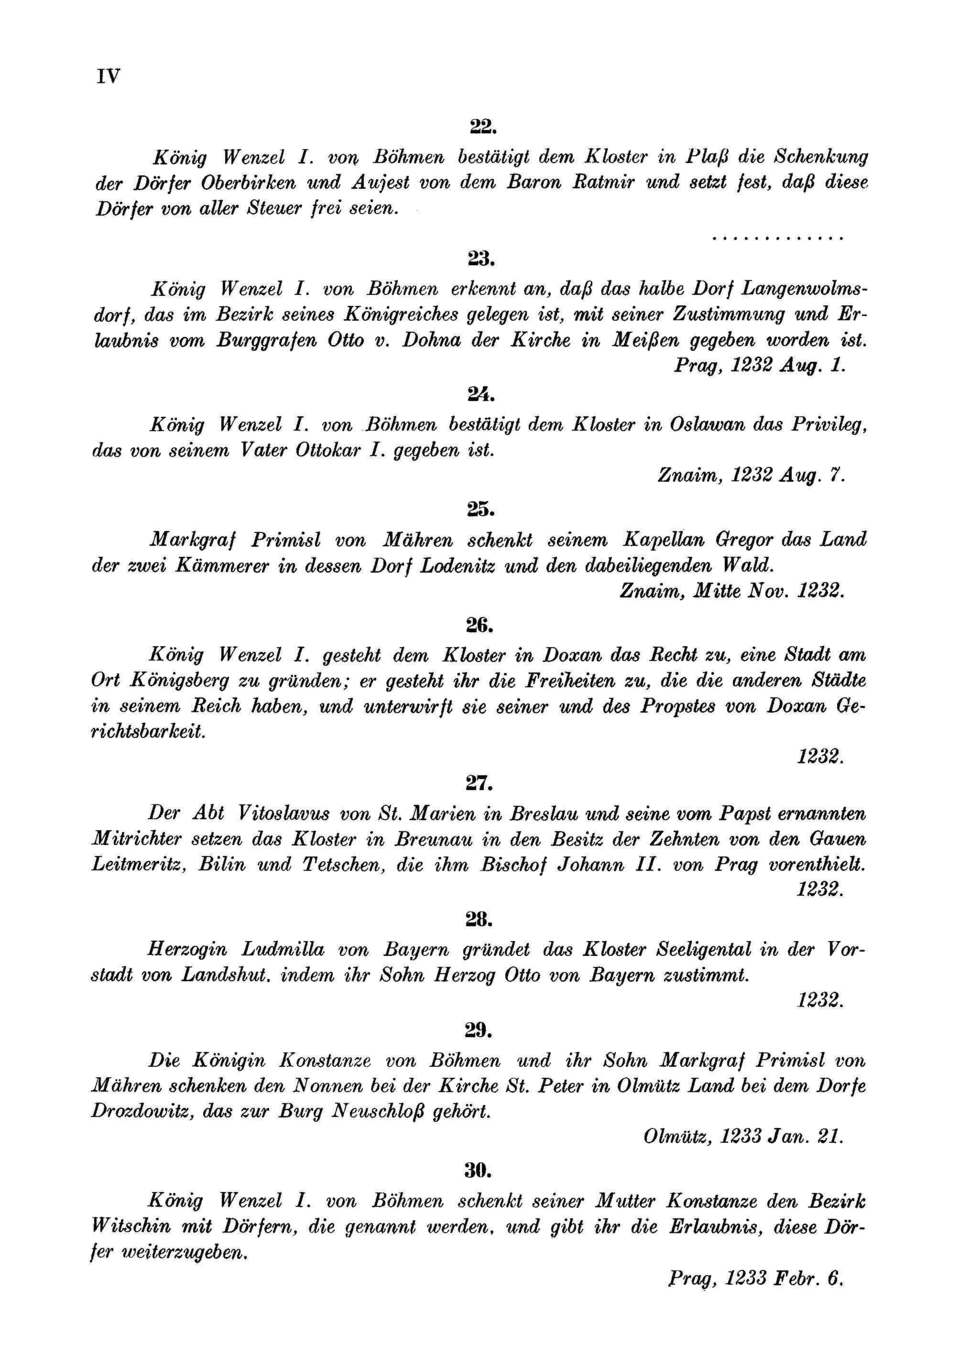 IV
22.
König Wenzel I. von Böhmen bestätigt dem Kloster in Plaß die Schenkung
der Dörfer Oberbirken und Aujest von dem Baron Ratmir und setzt fest, daß diese
Dörfer von aller Steuer frei seien.
.............
23.
König Wenzel I. von Böhmen erkennt an, daß das halbe Dorf Langenwolms-
dorf, das im Bezirk seines Königreiches gelegen ist, mit seiner Zustimmung und Er-
laubnis vom Burggrafen Otto v. Dohna der Kirche in Meißen gegeben worden ist.
Prag, 1232 Aug. 1.
24.
König Wenzel I. von Böhmen bestätigt dem Kloster in Oslawan das Privileg,
das von seinem Vater Ottokar I. gegeben ist.
Znaim, 1232 Aug. 7.
25.
Markgraf Primisl von Mähren schenkt seinem Kapellan Gregor das Land
der zwei Kämmerer in dessen Dorf Lodenitz und den dabeiliegenden Wald.
Znaim, Mitte Nov. 1232.
26.
König Wenzel I. gesteht dem Kloster in Doxan das Recht zu, eine Stadt am
Ort Königsberg zu gründen; er gesteht ihr die Freiheiten zu, die die anderen Städte
in seinem Reich haben, und unterwirft sie seiner und des Propstes von Doxan Ge-
richtsbarkeit.
1232.
27.
Der Abt Vitoslavus von St. Marien in Breslau und seine vom Papst ernannten
Mitrichter setzen das Kloster in Breunau in den Besitz der Zehnten von den Gauen
Leitmeritz, Bilin und Tetschen, die ihm Bischof Johann II. von Prag vorenthielt.
1232.
28.
Herzogin Ludmilla von Bayern gründet das Kloster Seeligental in der Vor-
stadt von Landshut, indem ihr Sohn Herzog Otto von Bayern zustimmt.
1232.
29.
Die Königin Konstanze von Böhmen und ihr Sohn Markgraf Primisl von
Mähren schenken den Nonnen bei der Kirche St. Peter in Olmütz Land bei dem Dorfe
Drozdowitz, das zur Burg Neuschloß gehört.
Olmütz, 1233 Jan. 21.
30.
König Wenzel I. von Böhmen schenkt seiner Mutter Konstanze den Bezirk
Witschin mit Dörfern, die genannt werden, und gibt ihr die Erlaubnis, diese Dör-
fer weiterzugeben.
Prag, 1233 Febr. 6.